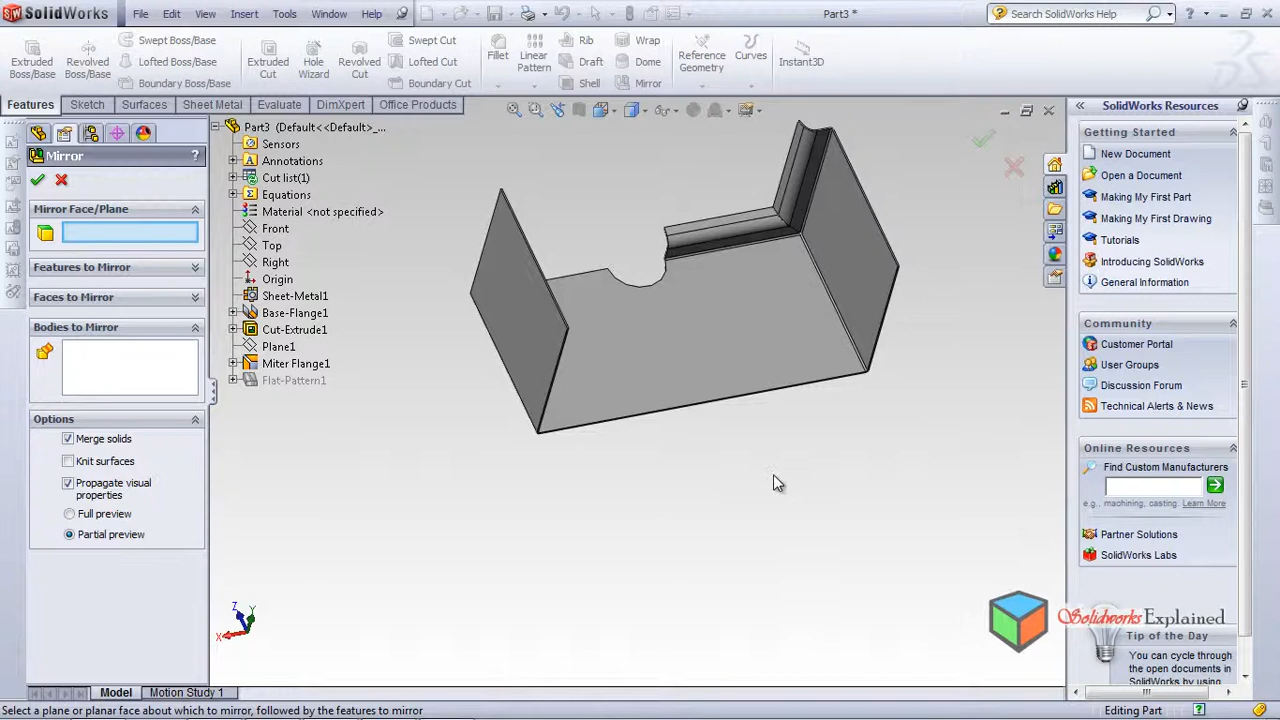 SolidWorks
File Edit View Insert Tools Window Help
Part3 *
Search SolidWorks Help
Extruded Boss/Base
Revolved Boss/Base
Swept Boss/Base
Lofted Boss/Base
Boundary Boss/Base
Extruded Cut
Hole Wizard
Revolved Cut
Swept Cut
Lofted Cut
Boundary Cut
Fillet
Linear Pattern
Rib
Draft
Shell
Wrap
Dome
Mirror
Reference Geometry
Curves
Instant3D
Features Sketch Surfaces Sheet Metal Evaluate DimXpert Office Products
Mirror ?
Mirror Face/Plane
Features to Mirror
Faces to Mirror
Bodies to Mirror
Options
Merge solids
Knit surfaces
Propagate visual
properties
Full preview
Partial preview
Part3 (Default<<Default>_...
Sensors
Annotations
Cut list(1)
Equations
Material <not specified>
Front
Top
Right
Origin
Sheet-Metal1
Base-Flange1
Cut-Extrude1
Plane1
Miter Flange1
Flat-Pattern1
Z
Y
X
SolidWorks Resources
Getting Started
New Document
Open a Document
Making My First Part
Making My First Drawing
Tutorials
Introducing SolidWorks
General Information
Community
Customer Portal
User Groups
Discussion Forum
Technical Alerts & News
Online Resources
Find Custom Manufacturers
e.g., machining, casting. Learn More
Partner Solutions
SolidWorks Labs
Solidworks Explained
Tip of the Day
You can cycle through
the open documents in
SolidWorks by using
Model Motion Study 1
Select a plane or planar face about which to mirror, followed by the features to mirror
Editing Part